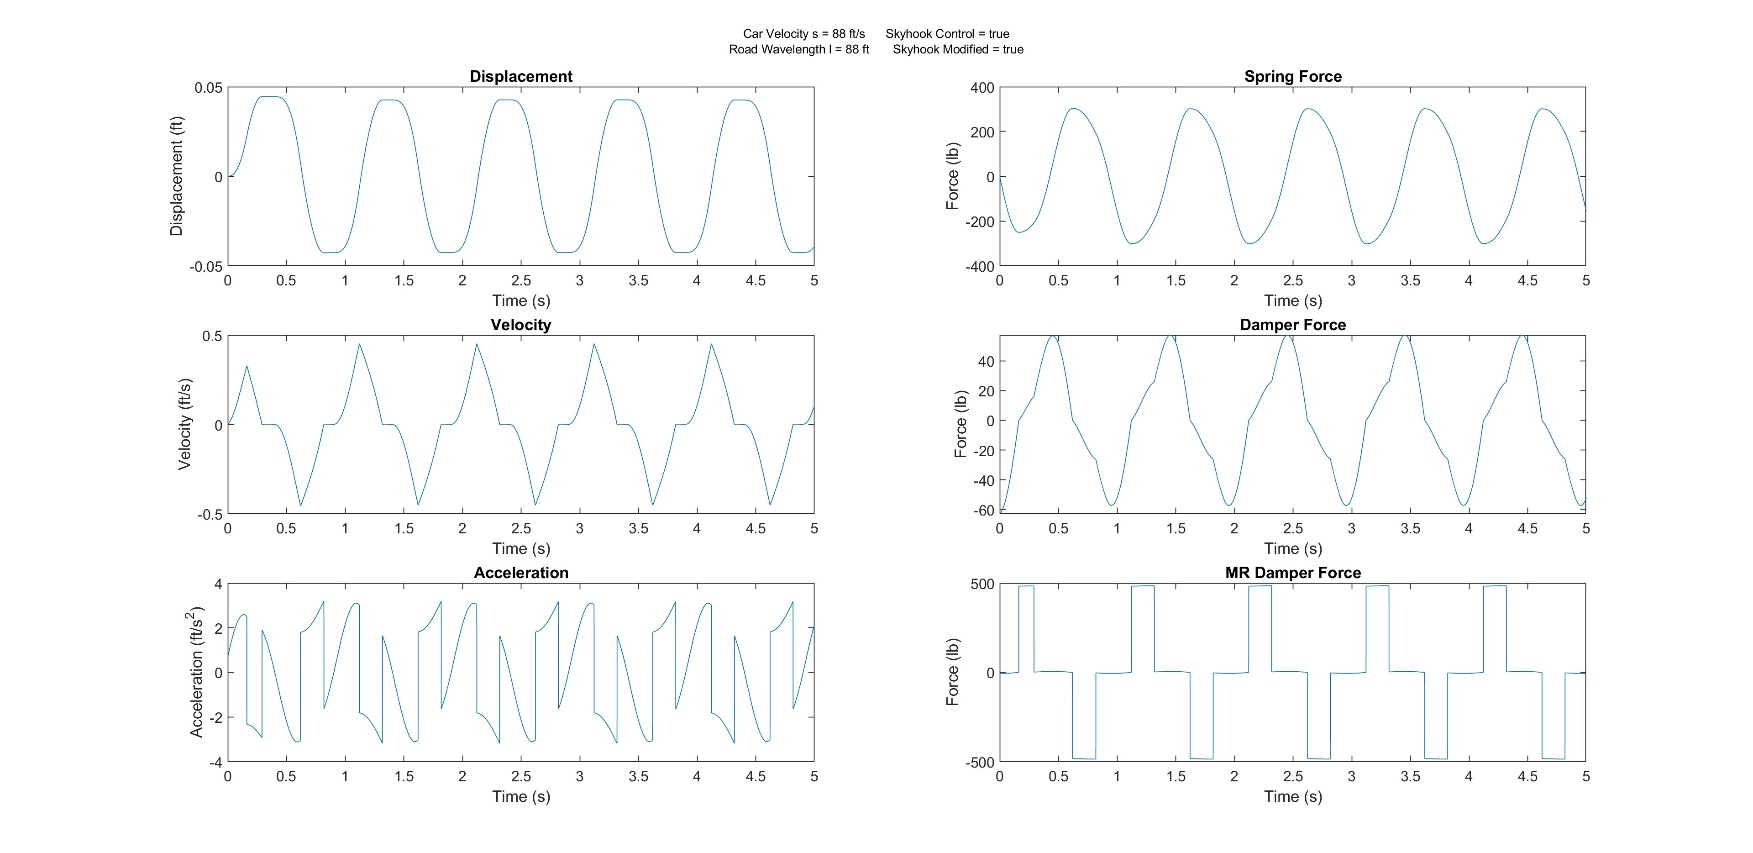 Car Velocity s = 88 ft/s Skyhook Control = true
Road Wavelength l = 88 ft Skyhook Modified = true
Displacement
0.05
0
-0.05
Displacement (ft)
0 0.5 1 1.5 2 2.5 3 3.5 4 4.5 5
Time (s)
Spring Force
400
200
0
-200
-400
Force (lb)
0 0.5 1 1.5 2 2.5 3 3.5 4 4.5 5
Time (s)
Velocity
0.5
0
-0.5
Velocity (ft/s)
0 0.5 1 1.5 2 2.5 3 3.5 4 4.5 5
Time (s)
Damper Force
40
20
0
-20
-40
-60
Force (lb)
0 0.5 1 1.5 2 2.5 3 3.5 4 4.5 5
Time (s)
Acceleration
4
2
0
-2
-4
Acceleration (ft/s²)
0 0.5 1 1.5 2 2.5 3 3.5 4 4.5 5
Time (s)
MR Damper Force
500
0
-500
Force (lb)
0 0.5 1 1.5 2 2.5 3 3.5 4 4.5 5
Time (s)